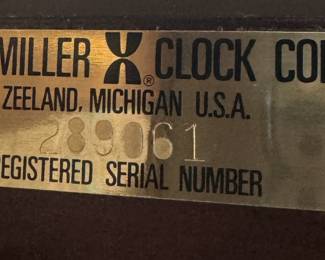 MILLER X® CLOCK CO
ZEELAND, MICHIGAN U.S.A.
289061
REGISTERED SERIAL NUMBER